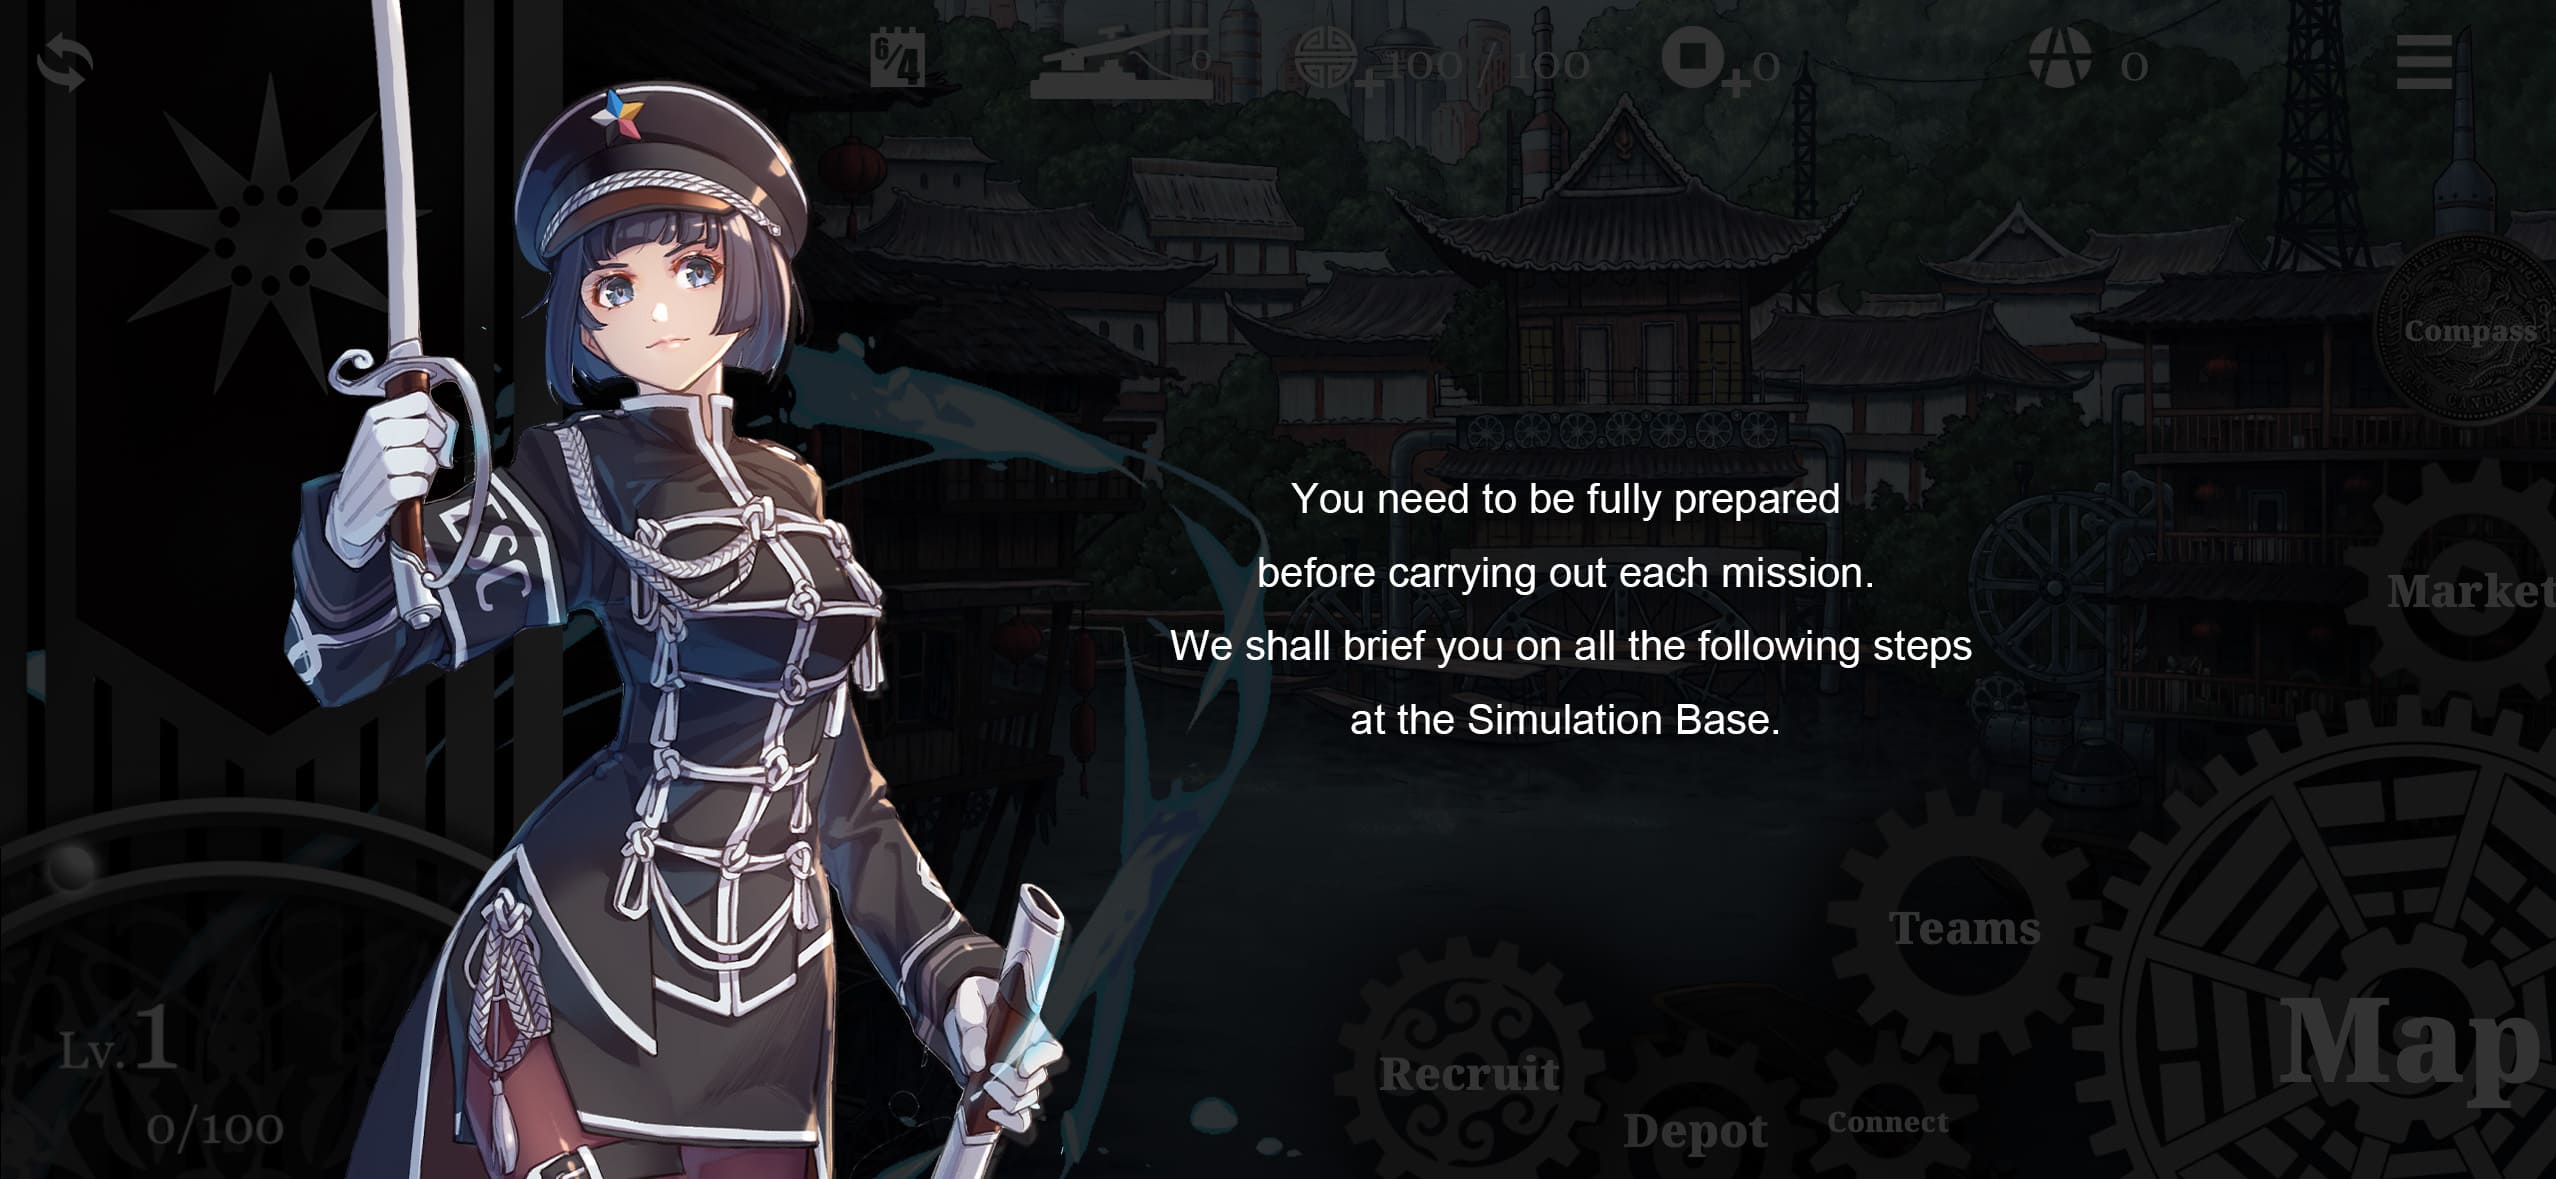 6/4
0
100 / 100
0
0
Compass
You need to be fully prepared
before carrying out each mission.
We shall brief you on all the following steps
at the Simulation Base.
ESC
Market
Teams
Map
Recruit
Depot
Connect
Lv.1
0/100